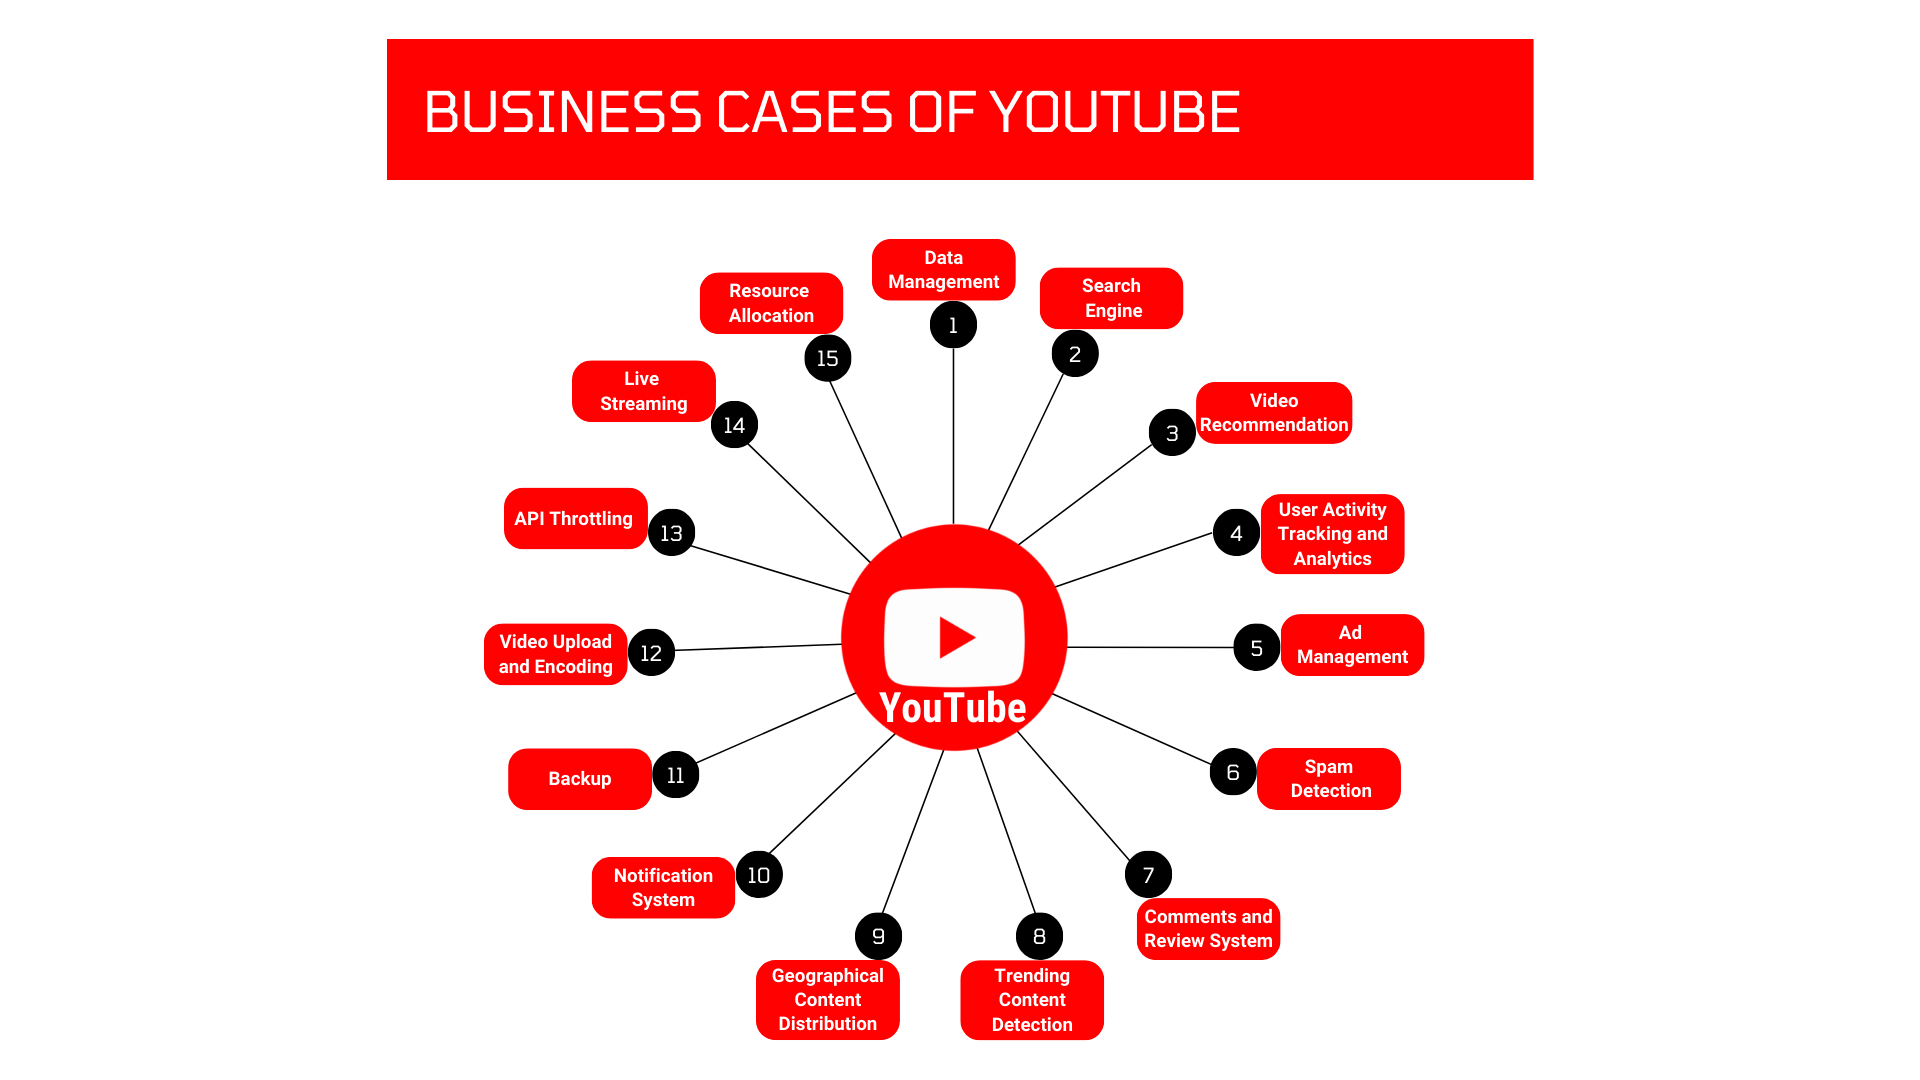 BUSINESS CASES OF YOUTUBE
Data
Management
1
Search
Engine
2
Video
Recommendation
3
User Activity
Tracking and
Analytics
4
Ad
Management
5
Spam
Detection
6
Comments and
Review System
7
Trending
Content
Detection
8
Geographical
Content
Distribution
9
Notification
System
10
Backup
11
Video Upload
and Encoding
12
API Throttling
13
Live
Streaming
14
Resource
Allocation
15
YouTube